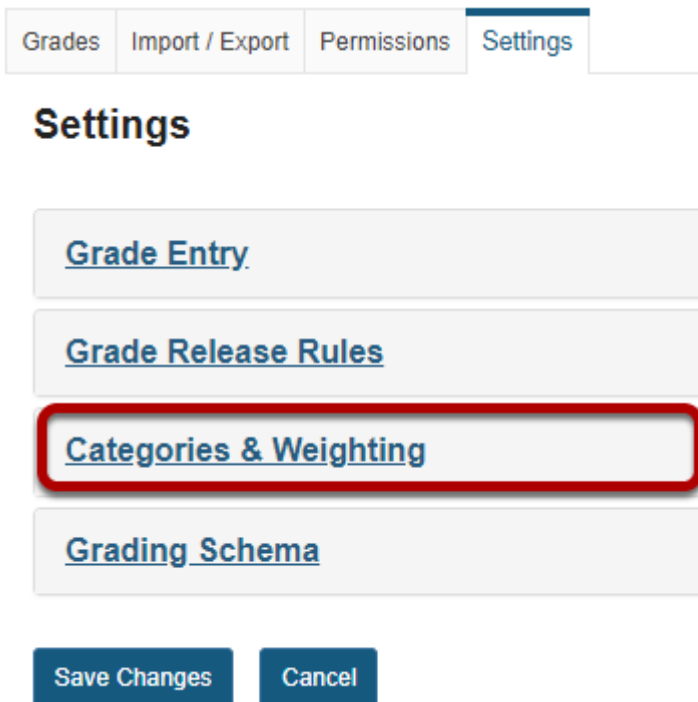 Grades Import / Export Permissions Settings
Settings
Grade Entry
Grade Release Rules
Categories & Weighting
Grading Schema
Save Changes Cancel